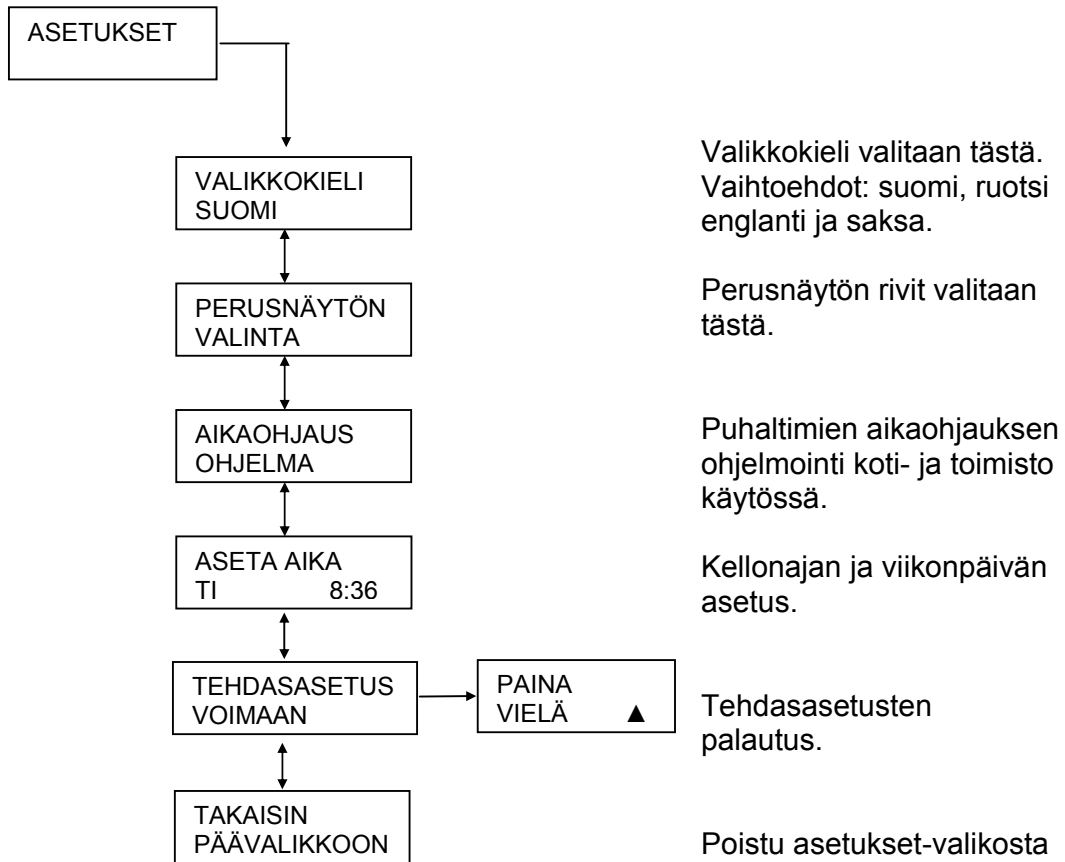 ASETUKSET
VALIKKOKIELI
SUOMI
Valikkokieli valitaan tästä.
Vaihtoehdot: suomi, ruotsi
englanti ja saksa.
PERUSNÄYTÖN
VALINTA
Perusnäytön rivit valitaan
tästä.
AIKAOHJAUS
OHJELMA
Puhaltimien aikaohjauksen
ohjelmointi koti- ja toimisto
käytössä.
ASETA AIKA
TI 8:36
Kellonajan ja viikonpäivän
asetus.
TEHDASASETUS
VOIMAAN
PAINA
VIELÄ ▲
Tehdasasetusten
palautus.
TAKAISIN
PÄÄVALIKKOON
Poistu asetukset-valikosta